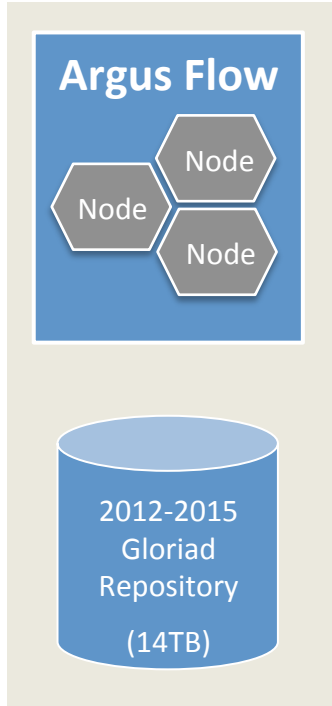 Argus Flow
Node
Node
Node
2012-2015
Gloriad
Repository
(14TB)